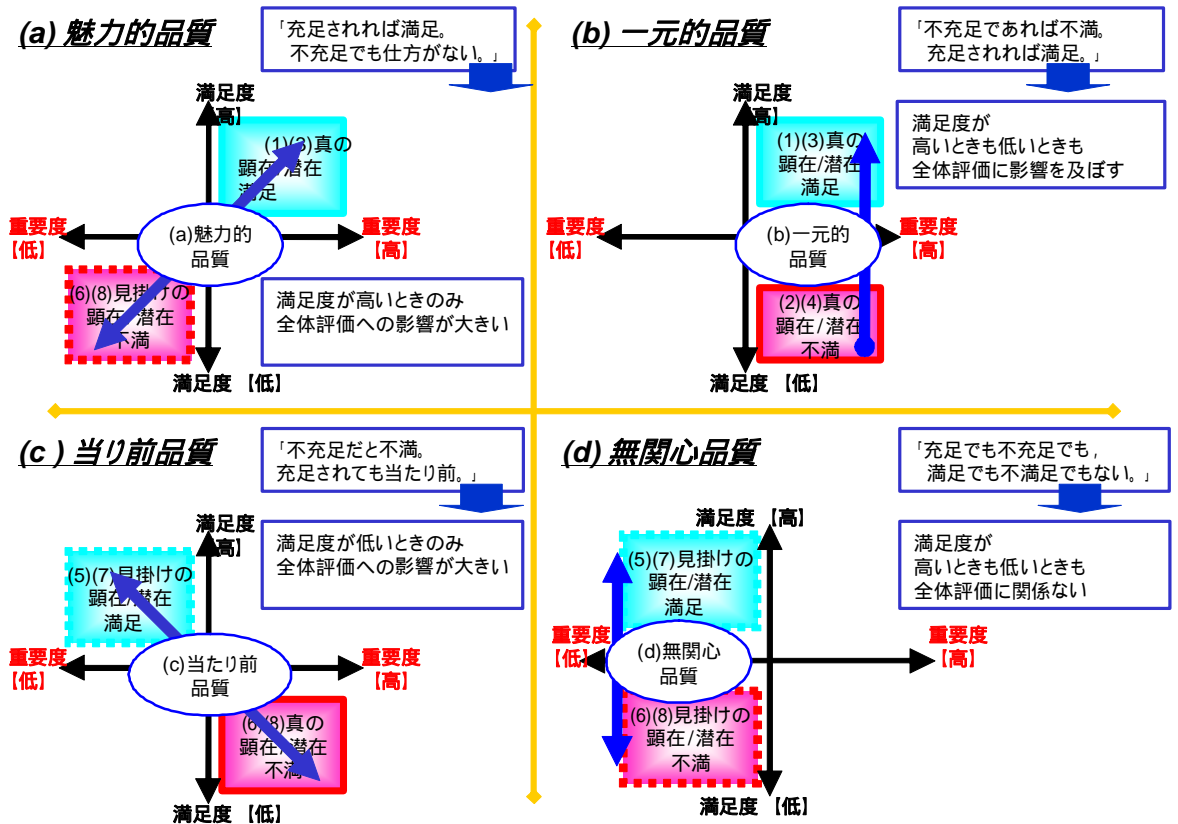 (a) 魅力的品質
「充足されれば満足。
不充足でも仕方がない。」
満足度
【高】
(1)(3)真の
顕在/潜在
満足
重要度
【低】
(a)魅力的
品質
重要度
【高】
(6)(8)見掛けの
顕在/潜在
不満
満足度が高いときのみ
全体評価への影響が大きい
満足度 【低】
(b) 一元的品質
「不充足であれば不満。
充足されれば満足。」
満足度
【高】
満足度が
高いときも低いときも
全体評価に影響を及ぼす
(1)(3)真の
顕在/潜在
満足
重要度
【低】
(b)一元的
品質
重要度
【高】
(2)(4)真の
顕在/潜在
不満
満足度 【低】
(c ) 当り前品質
「不充足だと不満。
充足されても当たり前。」
満足度
【高】
満足度が低いときのみ
全体評価への影響が大きい
(5)(7)見掛けの
顕在/潜在
満足
重要度
【低】
(c)当たり前
品質
重要度
【高】
(6)(8)真の
顕在/潜在
不満
満足度 【低】
(d) 無関心品質
「充足でも不充足でも，
満足でも不満足でもない。」
満足度 【高】
満足度が
高いときも低いときも
全体評価に関係ない
(5)(7)見掛けの
顕在/潜在
満足
重要度
【低】
(d)無関心
品質
重要度
【高】
(6)(8)見掛けの
顕在/潜在
不満
満足度 【低】